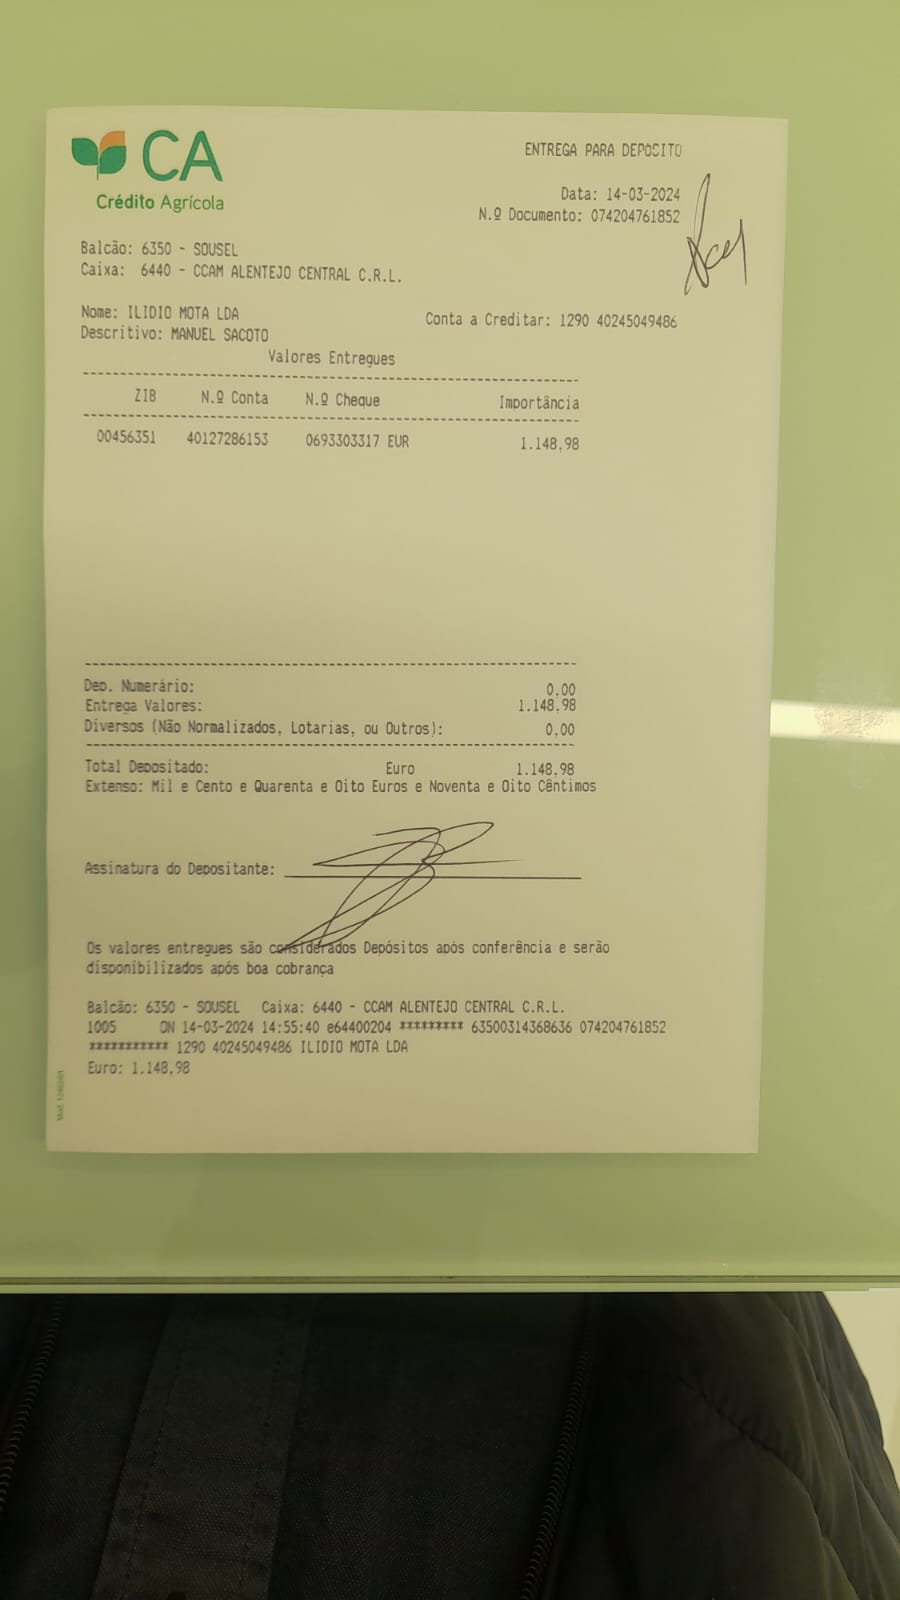 CA
Crédito Agrícola
ENTREGA PARA DEPÓSITO
Data: 14-03-2024
N.º Documento: 074204761852
Balcão: 6350 - SOUSEL
Caixa: 6440 - CCAM ALENTEJO CENTRAL C.R.L.
Nome: ILIDIO MOTA LDA
Conta a Creditar: 1290 40245049486
Descritivo: MANUEL SACOTO
Valores Entregues
ZIB N.º Conta N.º Cheque Importância
00456351 40127286153 0693303317 EUR 1.148,98
Dep. Numerário: 0,00
Entrega Valores: 1.148,98
Diversos (Não Normalizados, Lotarias, ou Outros): 0,00
Total Depositado: Euro 1.148,98
Extenso: Mil e Cento e Quarenta e Oito Euros e Noventa e Oito Cêntimos
Assinatura do Depositante:
Os valores entregues são considerados Depósitos após conferência e serão
disponibilizados após boa cobrança
Balcão: 6350 - SOUSEL Caixa: 6440 - CCAM ALENTEJO CENTRAL C.R.L.
1005 ON 14-03-2024 14:55:40 e64400204 ********* 63500314368636 074204761852
*********** 1290 40245049486 ILIDIO MOTA LDA
Euro: 1.148,98